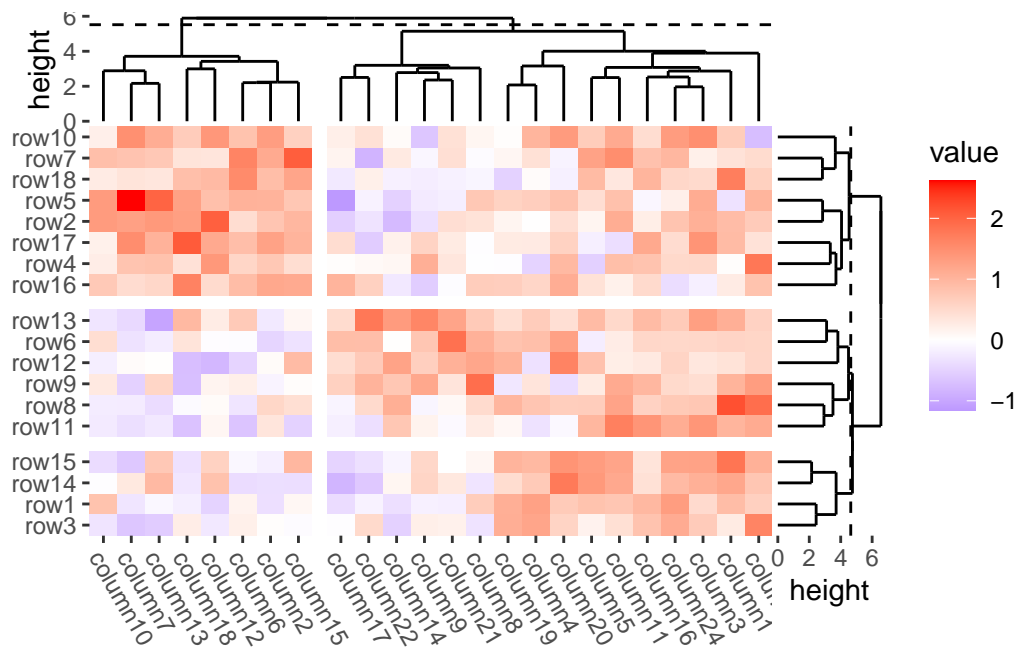 6
4
2
0
height
row10
row7
row18
row5
row2
row17
row4
row16
row13
row6
row12
row9
row8
row11
row15
row14
row1
row3
column10
column7
column13
column18
column12
column6
column2
column15
column17
column22
column14
column9
column21
column8
column19
column4
column20
column5
column11
column16
column24
column3
column1
0 2 4 6
height
value
2
1
0
−1